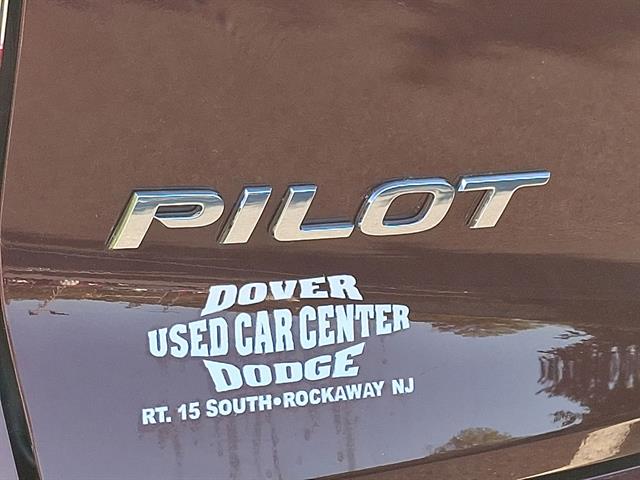 PILOT
DOVER
USED CAR CENTER
DODGE
RT. 15 SOUTH•ROCKAWAY NJ